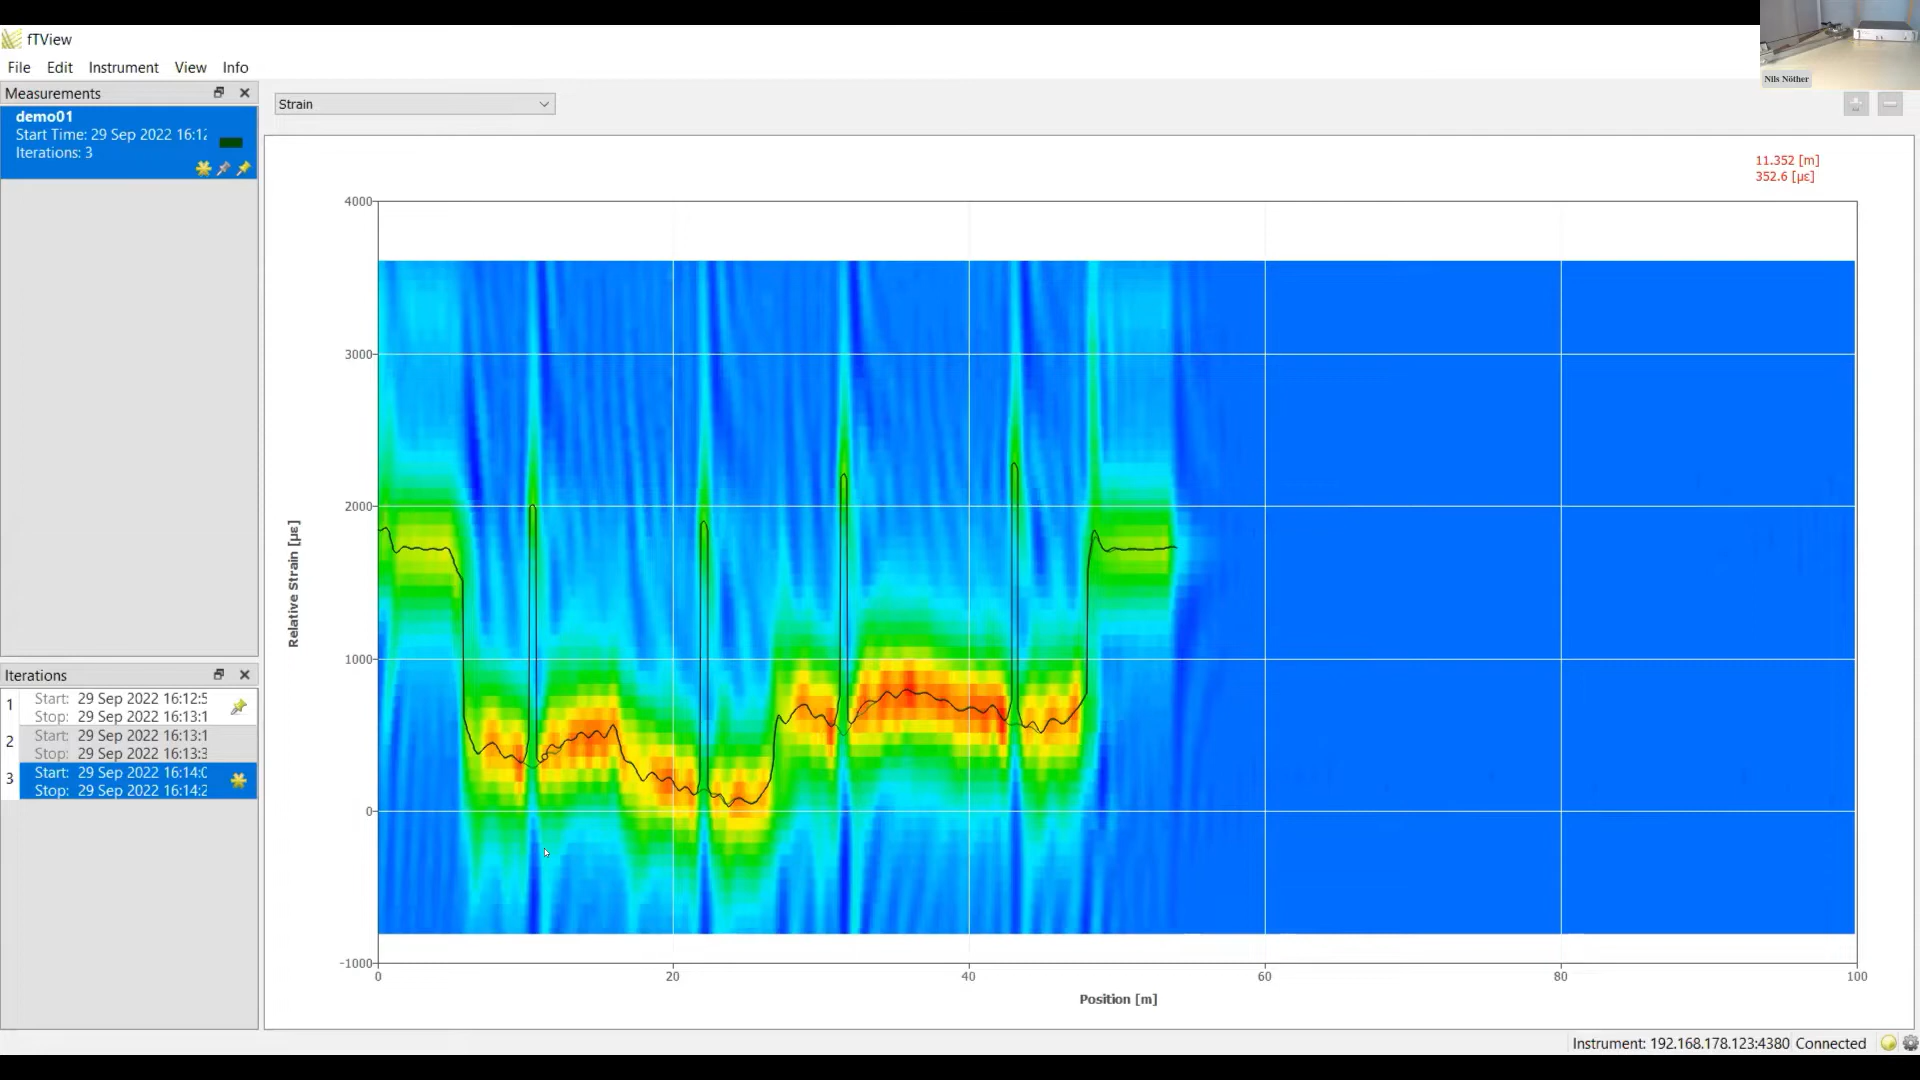 fTView
File Edit Instrument View Info
Nils Nöther
Measurements
demo01
Start Time: 29 Sep 2022 16:12
Iterations: 3
Strain
11.352 [m]
352.6 [µε]
4000
3000
2000
1000
0
-1000
Relative Strain [µε]
0 20 40 60 80 100
Position [m]
Iterations
1 Start: 29 Sep 2022 16:12:5
Stop: 29 Sep 2022 16:13:1
2 Start: 29 Sep 2022 16:13:1
Stop: 29 Sep 2022 16:13:3
3 Start: 29 Sep 2022 16:14:0
Stop: 29 Sep 2022 16:14:2
Instrument: 192.168.178.123:4380 Connected